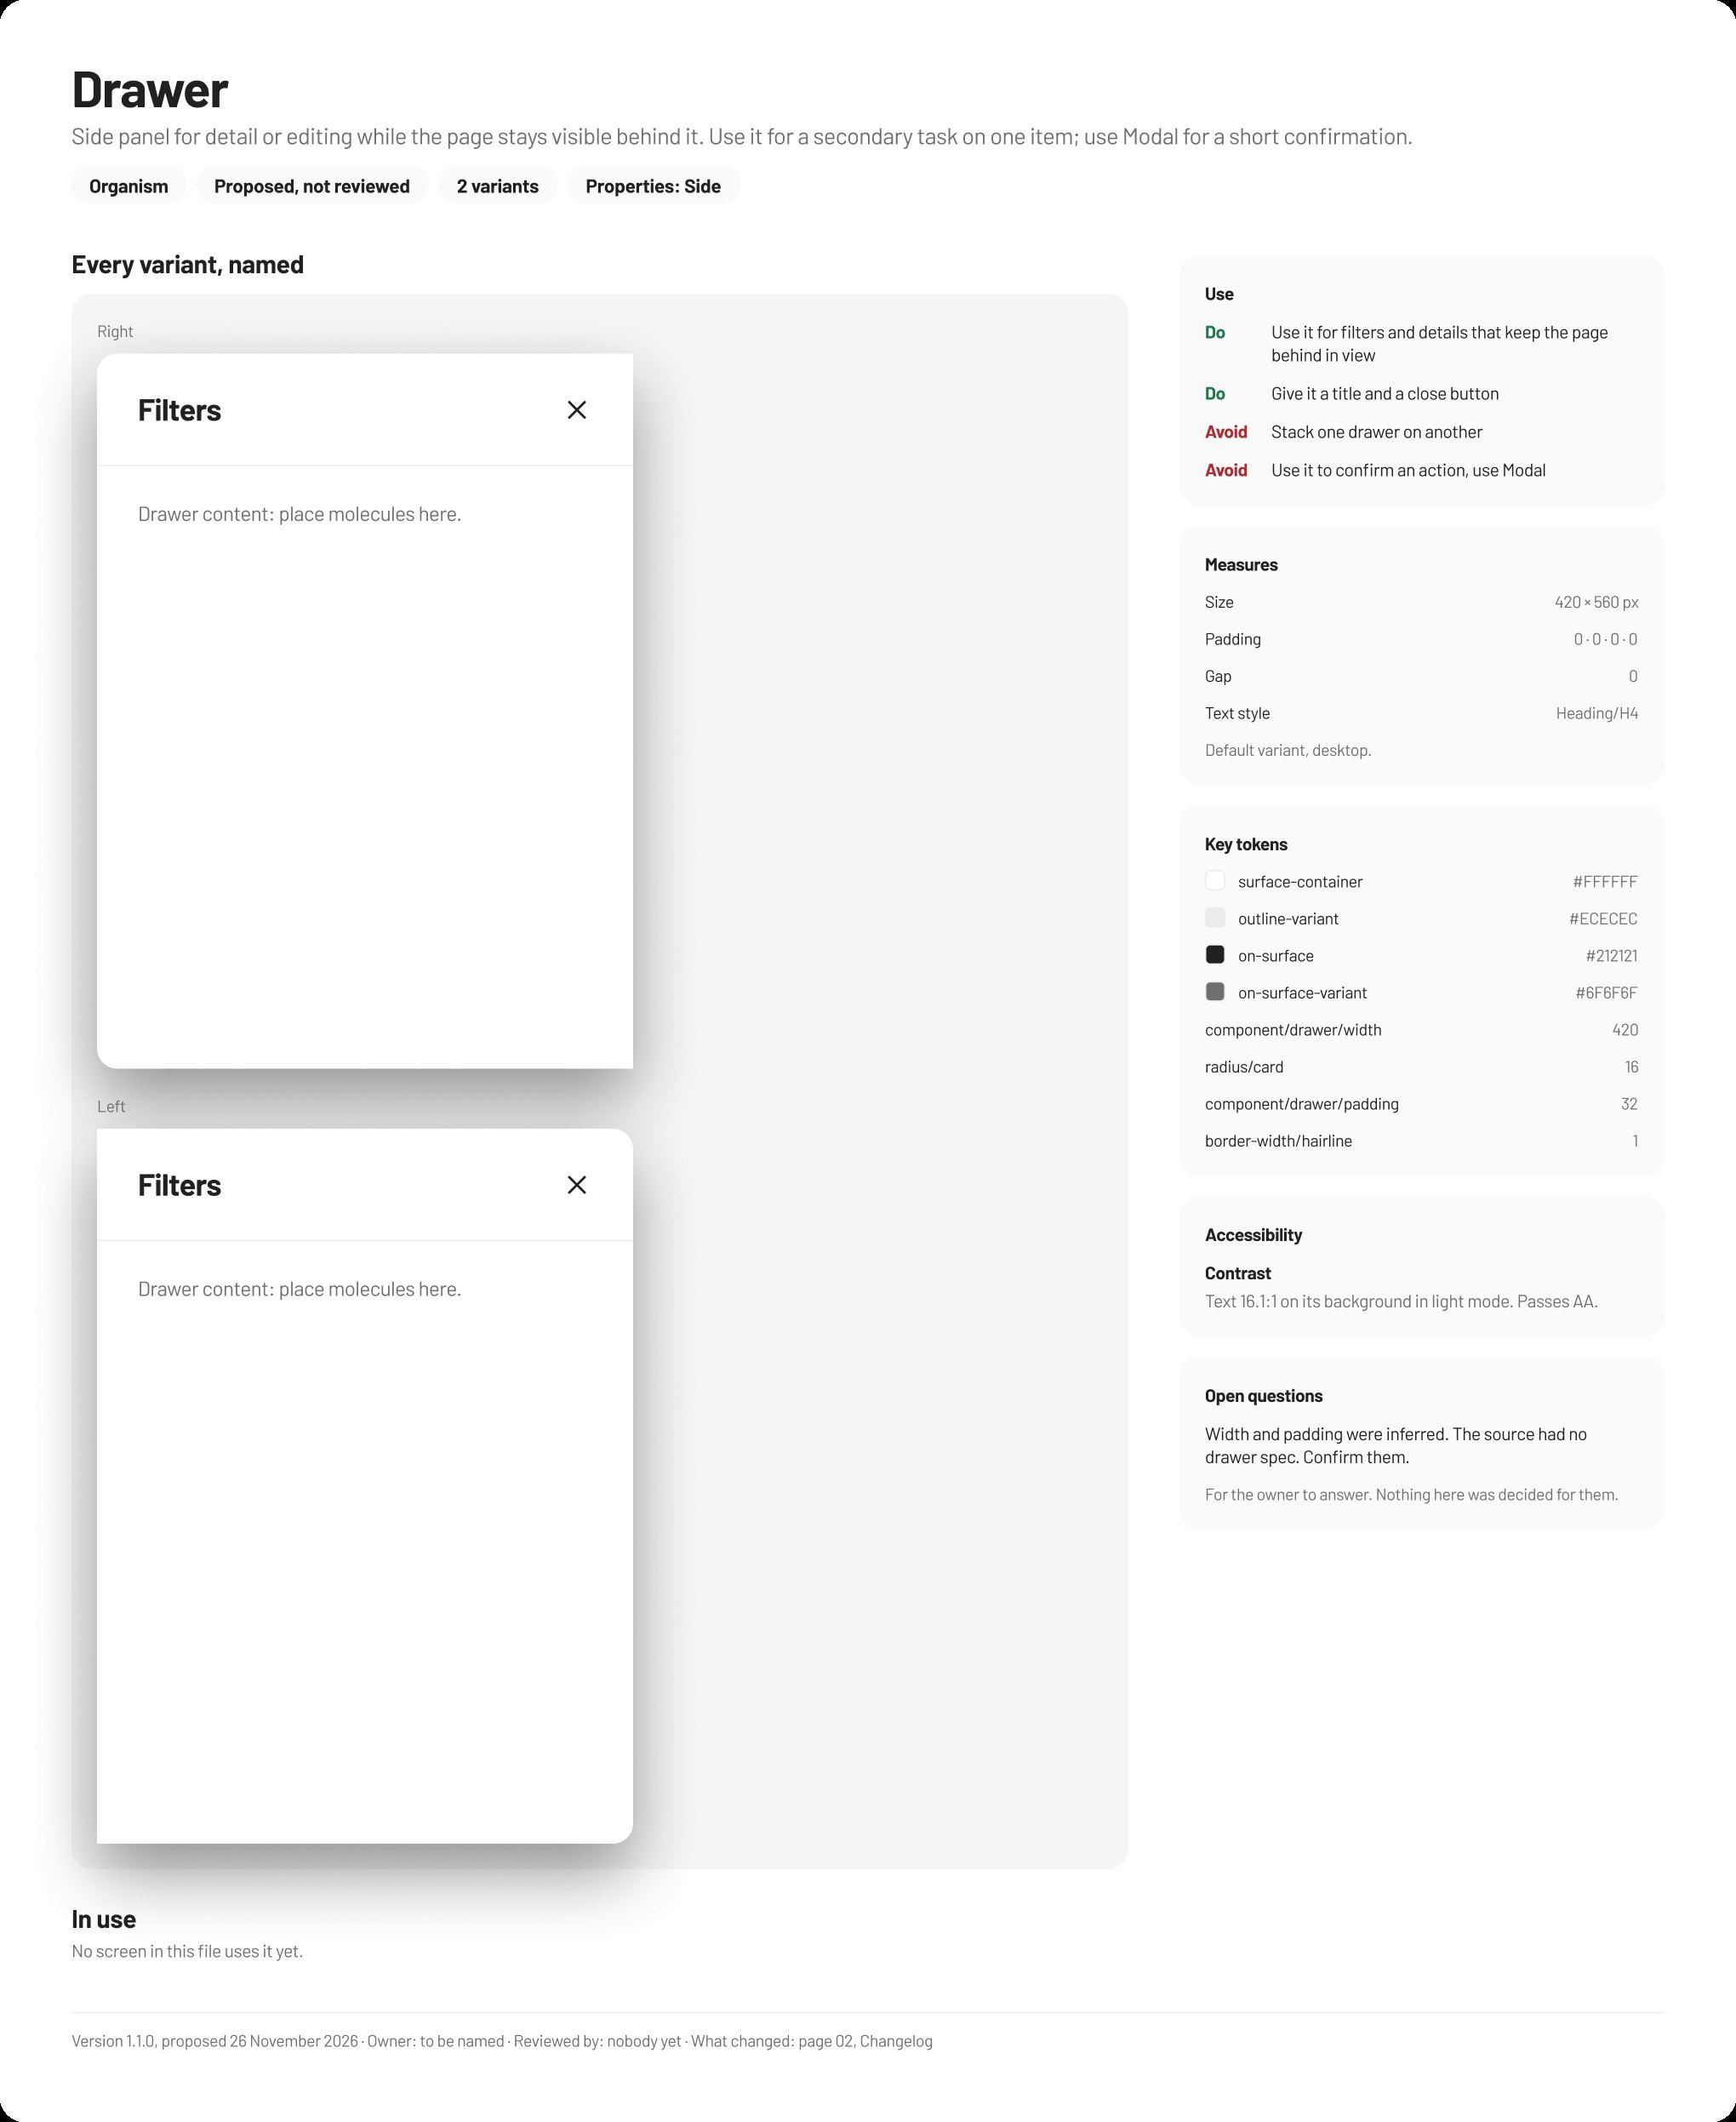 Drawer
Side panel for detail or editing while the page stays visible behind it. Use it for a secondary task on one item; use Modal for a short confirmation.
Organism
Proposed, not reviewed
2 variants
Properties: Side
Every variant, named
Right
Filters
Drawer content: place molecules here.
Left
Filters
Drawer content: place molecules here.
Use
Do Use it for filters and details that keep the page
behind in view
Do Give it a title and a close button
Avoid Stack one drawer on another
Avoid Use it to confirm an action, use Modal
Measures
Size 420 × 560 px
Padding 0 · 0 · 0 · 0
Gap 0
Text style Heading/H4
Default variant, desktop.
Key tokens
surface-container #FFFFFF
outline-variant #ECECEC
on-surface #212121
on-surface-variant #6F6F6F
component/drawer/width 420
radius/card 16
component/drawer/padding 32
border-width/hairline 1
Accessibility
Contrast
Text 16.1:1 on its background in light mode. Passes AA.
Open questions
Width and padding were inferred. The source had no
drawer spec. Confirm them.
For the owner to answer. Nothing here was decided for them.
In use
No screen in this file uses it yet.
Version 1.1.0, proposed 26 November 2026 · Owner: to be named · Reviewed by: nobody yet · What changed: page 02, Changelog